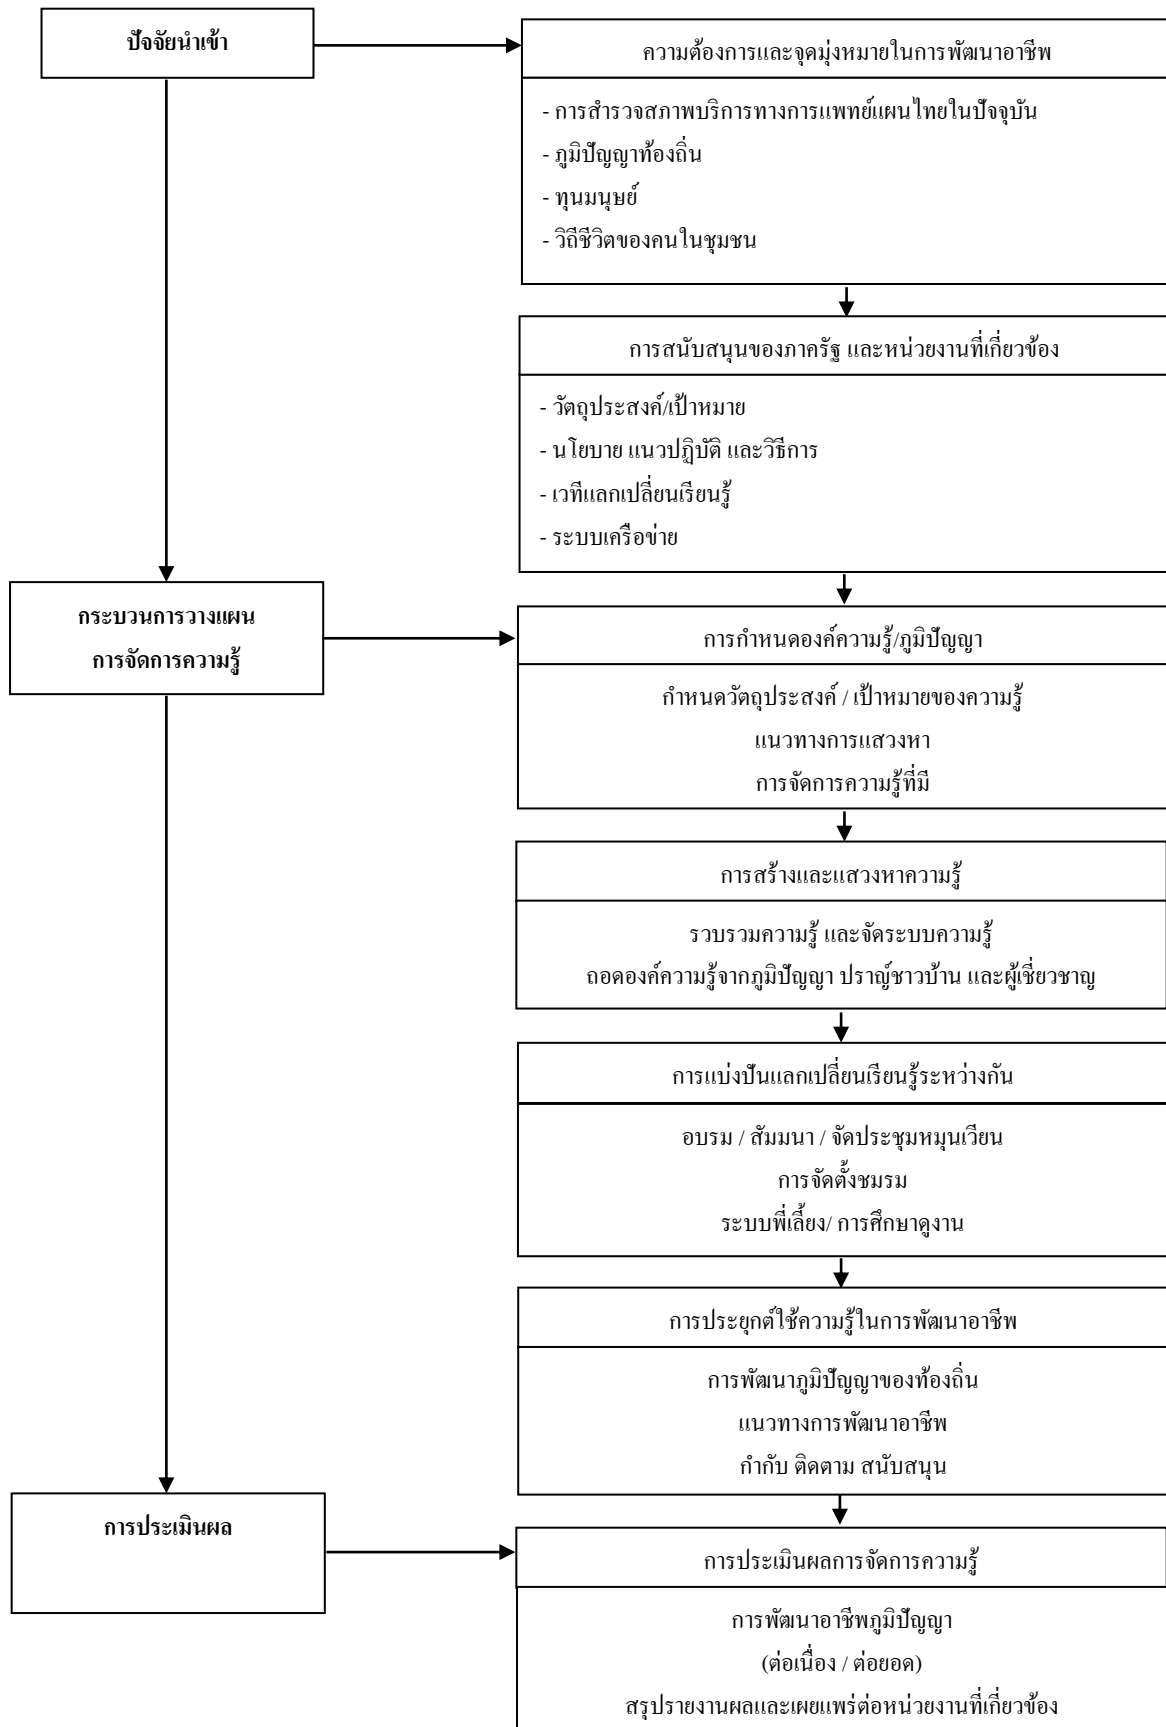 ปัจจัยนำเข้า
ความต้องการและจุดมุ่งหมายในการพัฒนาอาชีพ
- การสำรวจสภาพบริการทางการแพทย์แผนไทยในปัจจุบัน
- ภูมิปัญญาท้องถิ่น
- ทุนมนุษย์
- วิถีชีวิตของคนในชุมชน
การสนับสนุนของภาครัฐ และหน่วยงานที่เกี่ยวข้อง
- วัตถุประสงค์/เป้าหมาย
- นโยบาย แนวปฏิบัติ และวิธีการ
- เวทีแลกเปลี่ยนเรียนรู้
- ระบบเครือข่าย
กระบวนการวางแผน
การจัดการความรู้
การกำหนดองค์ความรู้/ภูมิปัญญา
กำหนดวัตถุประสงค์ / เป้าหมายของความรู้
แนวทางการแสวงหา
การจัดการความรู้ที่มี
การสร้างและแสวงหาความรู้
รวบรวมความรู้ และจัดระบบความรู้
ถอดองค์ความรู้จากภูมิปัญญา ปราญ์ชาวบ้าน และผู้เชี่ยวชาญ
การแบ่งปันแลกเปลี่ยนเรียนรู้ระหว่างกัน
อบรม / สัมมนา / จัดประชุมหมุนเวียน
การจัดตั้งชมรม
ระบบพี่เลี้ยง/ การศึกษาดูงาน
การประยุกต์ใช้ความรู้ในการพัฒนาอาชีพ
การพัฒนาภูมิปัญญาของท้องถิ่น
แนวทางการพัฒนาอาชีพ
กำกับ ติดตาม สนับสนุน
การประเมินผล
การประเมินผลการจัดการความรู้
การพัฒนาอาชีพภูมิปัญญา
(ต่อเนื่อง / ต่อยอด)
สรุปรายงานผลและเผยแพร่ต่อหน่วยงานที่เกี่ยวข้อง